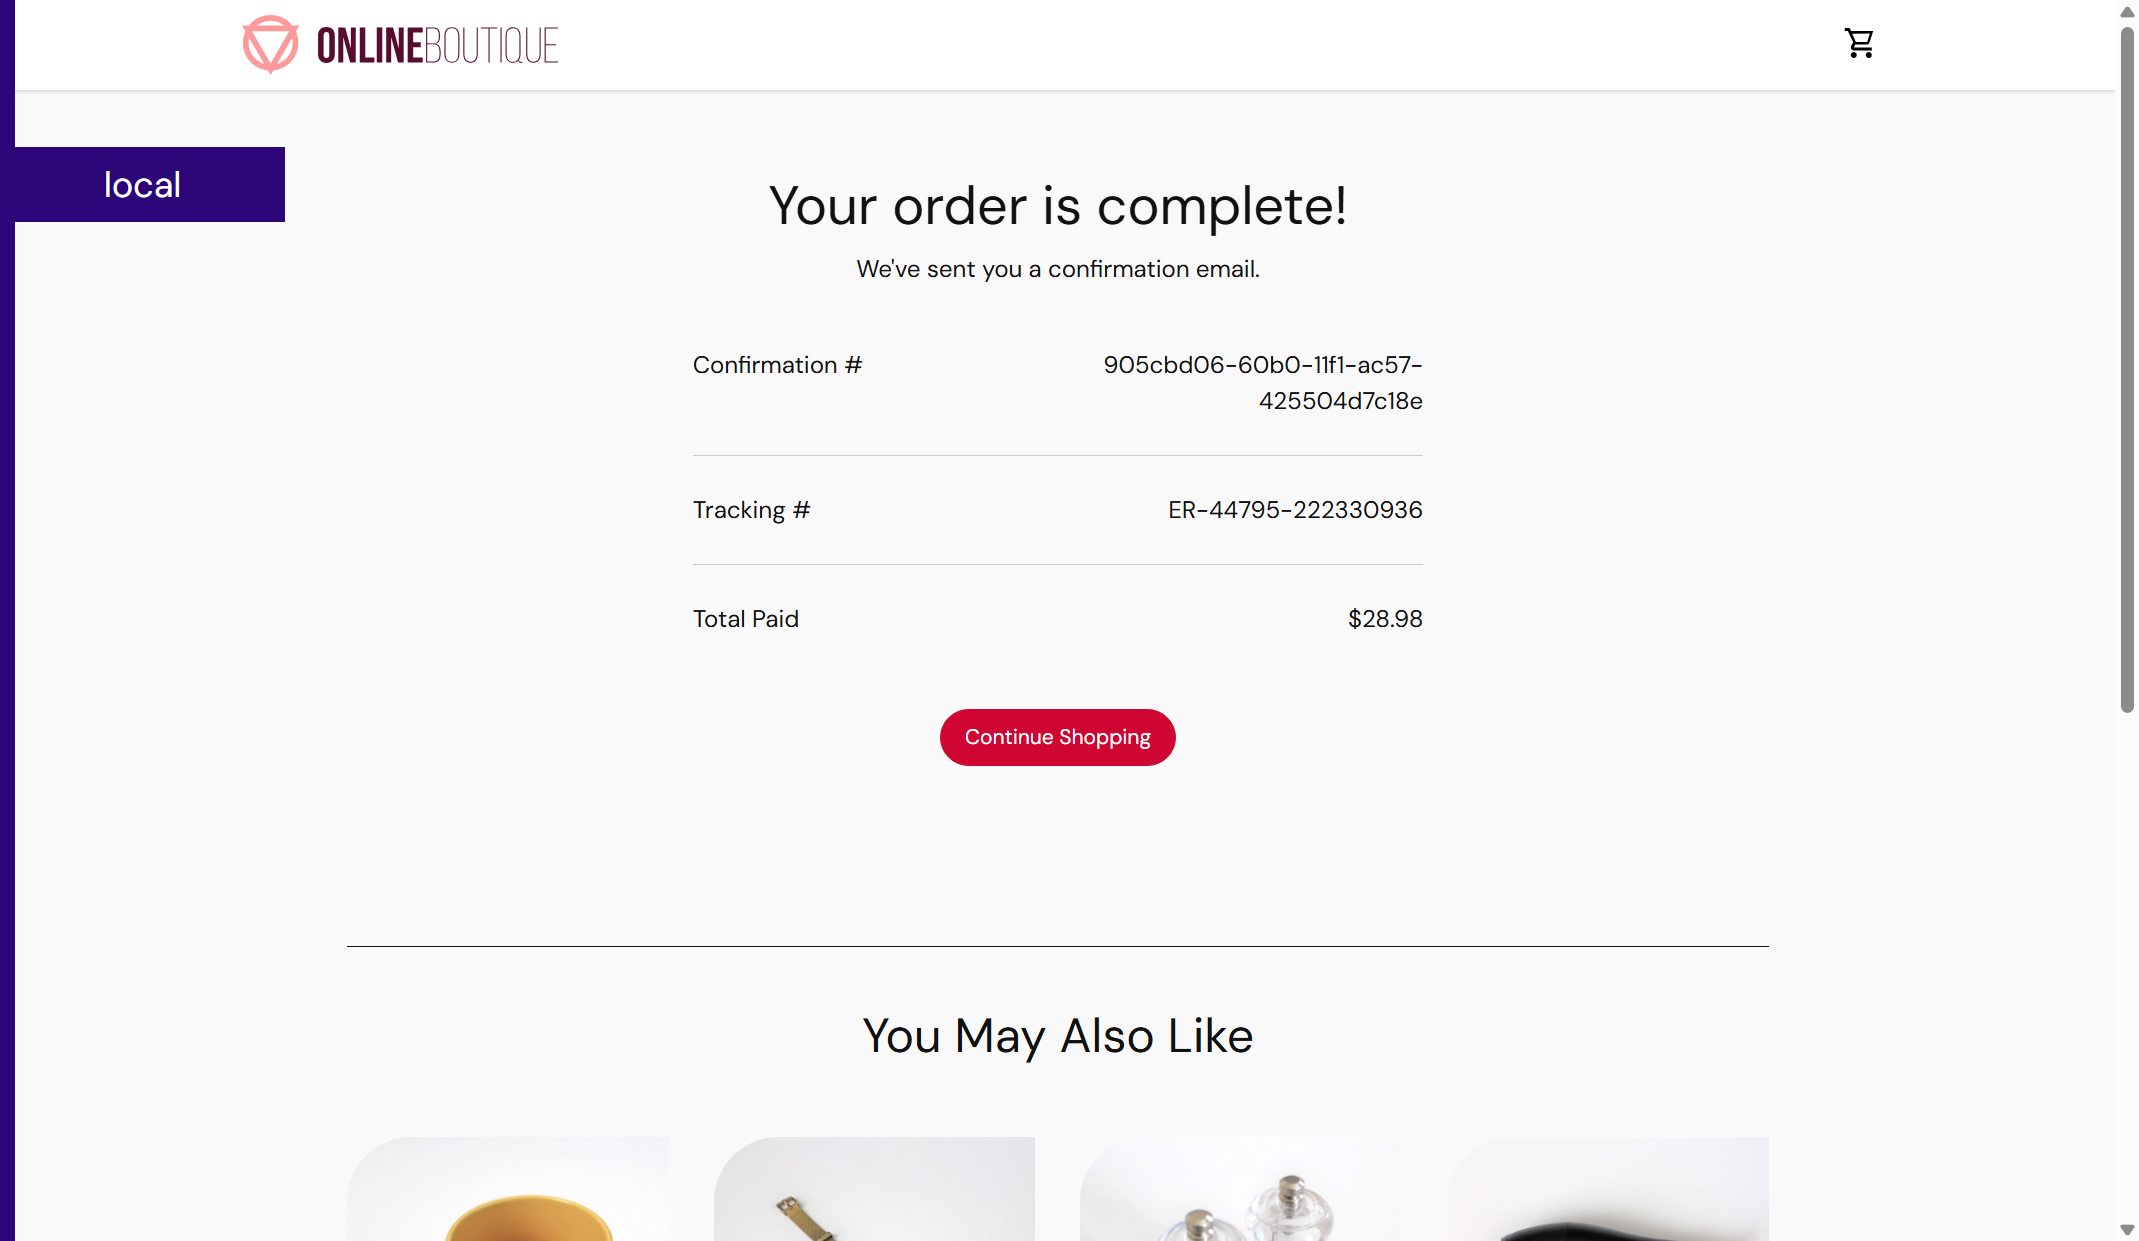 ONLINEBOUTIQUE
local
Your order is complete!
We've sent you a confirmation email.
Confirmation #
905cbd06-60b0-11f1-ac57-
425504d7c18e
Tracking #
ER-44795-222330936
Total Paid
$28.98
Continue Shopping
You May Also Like